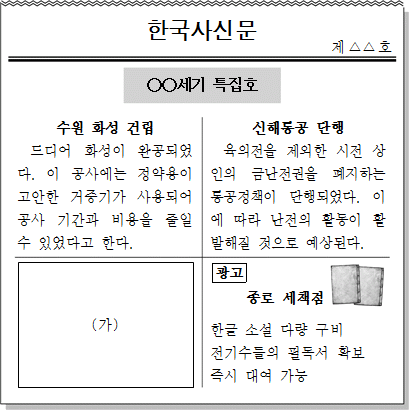 한국사신문
제 △△ 호
○○세기 특집호
수원 화성 건립
드디어 화성이 완공되었
다. 이 공사에는 정약용이
고안한 거중기가 사용되어
공사 기간과 비용을 줄일
수 있었다고 한다.
신해통공 단행
육의전을 제외한 시전 상
인의 금난전권을 폐지하는
통공정책이 단행되었다. 이
에 따라 난전의 활동이 활
발해질 것으로 예상된다.
(가)
광고
종로 세책점
한글 소설 다량 구비
전기수들의 필독서 확보
즉시 대여 가능